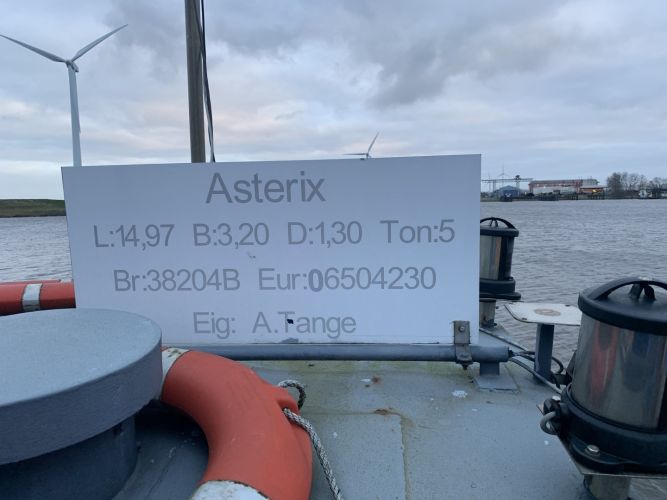 Asterix
L:14,97 B:3,20 D:1,30 Ton:5
Br:38204B Eur:06504230
Eig: A.Tange